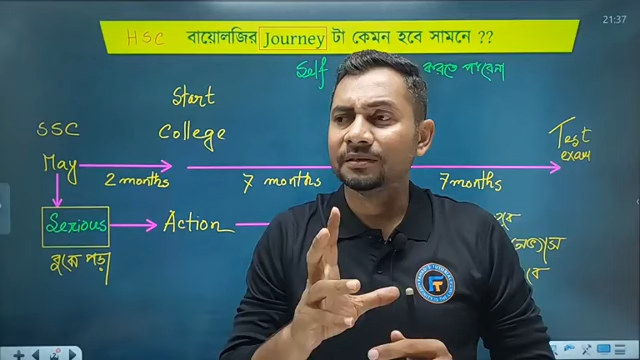 21:37
HSC বায়োলজির Journey টা কেমন হবে সামনে ??
Self করতে পারেনা
Start
College
SSC
May
2 months
7 months
7 months
Test
exam
Serious
Action
বুঝে পড়া